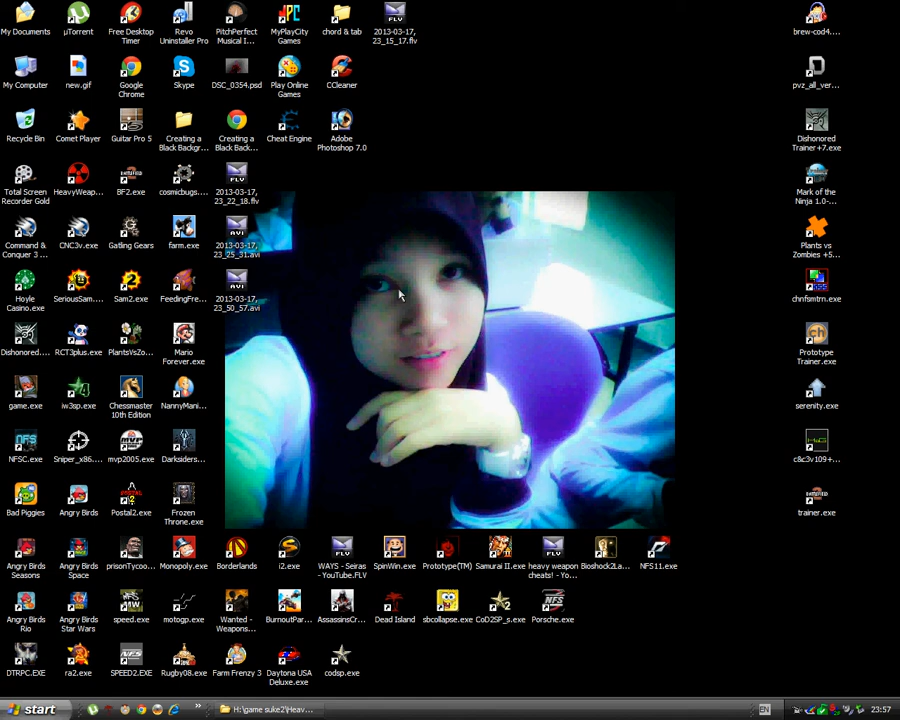 My Documents
µTorrent
Free Desktop
Timer
Revo
Uninstaller Pro
PitchPerfect
Musical I...
MyPlayCity
Games
chord & tab
2013-03-17,
23_15_17.flv
brew-cod4....
My Computer
new.gif
Google
Chrome
Skype
DSC_0354.psd
Play Online
Games
CCleaner
pvz_all_ver...
Recycle Bin
Comet Player
Guitar Pro 5
Creating a
Black Backgr...
Creating a
Black Back...
Cheat Engine
Adobe
Photoshop 7.0
Dishonored
Trainer+7.exe
Total Screen
Recorder Gold
HeavyWeap...
BF2.exe
cosmicbugs....
2013-03-17,
23_22_18.flv
Mark of the
Ninja 1.0-...
Command &
Conquer 3 ...
CNC3v.exe
Gatling Gears
farm.exe
2013-03-17,
23_25_31.avi
Plants vs
Zombies +5...
Hoyle
Casino.exe
SeriousSam...
Sam2.exe
FeedingFre...
2013-03-17,
23_50_57.avi
chnfsmtrn.exe
Dishonored....
RCT3plus.exe
PlantsVsZo...
Mario
Forever.exe
Prototype
Trainer.exe
game.exe
iw3sp.exe
Chessmaster
10th Edition
NannyMani...
serenity.exe
NFSC.exe
Sniper_x86....
mvp2005.exe
Darksiders...
c&c3v109+...
Bad Piggies
Angry Birds
Postal2.exe
Frozen
Throne.exe
trainer.exe
Angry Birds
Seasons
Angry Birds
Space
prisonTycoo...
Monopoly.exe
Borderlands
i2.exe
WAYS - Seiras
- YouTube.FLV
SpinWin.exe
Prototype(TM)
Samurai II.exe
heavy weapon
cheats! - Yo...
Bioshock2La...
NFS11.exe
Angry Birds
Rio
Angry Birds
Star Wars
speed.exe
motogp.exe
Wanted -
Weapons...
BurnoutPar...
AssassinsCr...
Dead Island
sbcollapse.exe
CoD2SP_s.exe
Porsche.exe
DTRPC.EXE
ra2.exe
SPEED2.EXE
Rugby08.exe
Farm Frenzy 3
Daytona USA
Deluxe.exe
codsp.exe
start
H:\game suke2\Heav...
EN
23:57